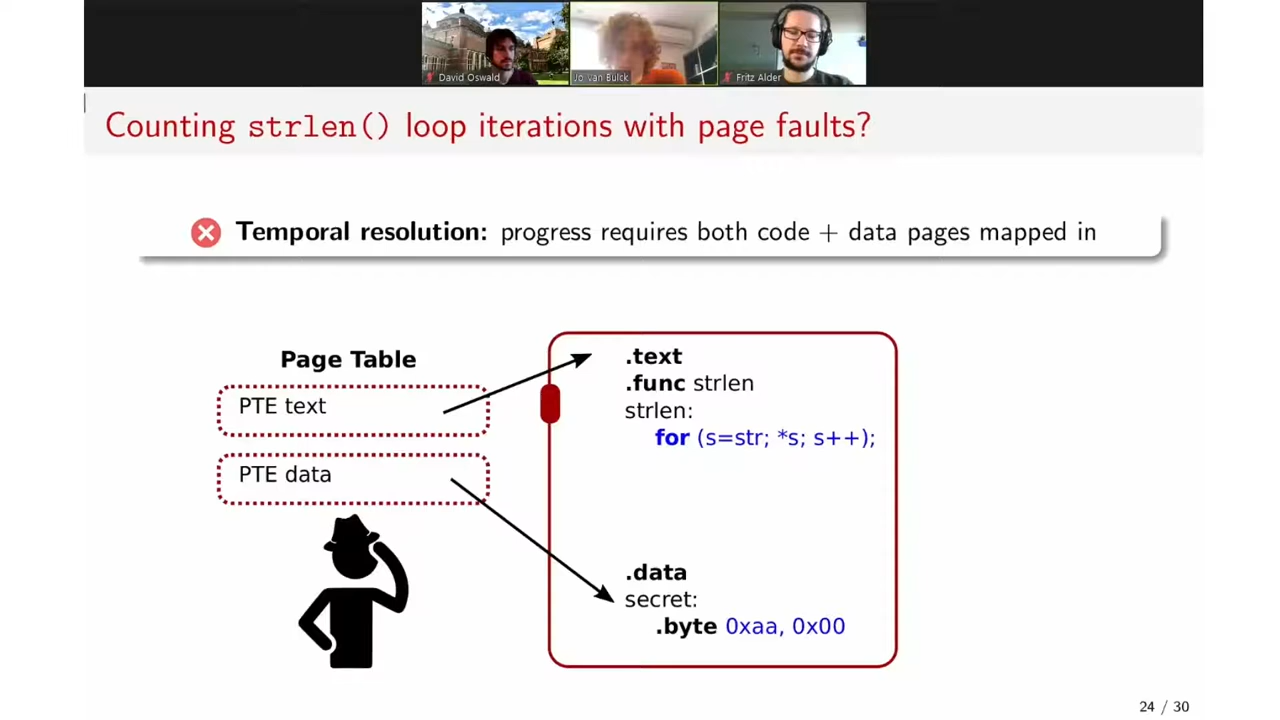 David Oswald
Jo Van Bulck
Fritz Alder
Counting strlen() loop iterations with page faults?
Temporal resolution: progress requires both code + data pages mapped in
Page Table
PTE text
PTE data
.text
.func strlen
strlen:
for (s=str; *s; s++);
.data
secret:
.byte 0xaa, 0x00
24 / 30